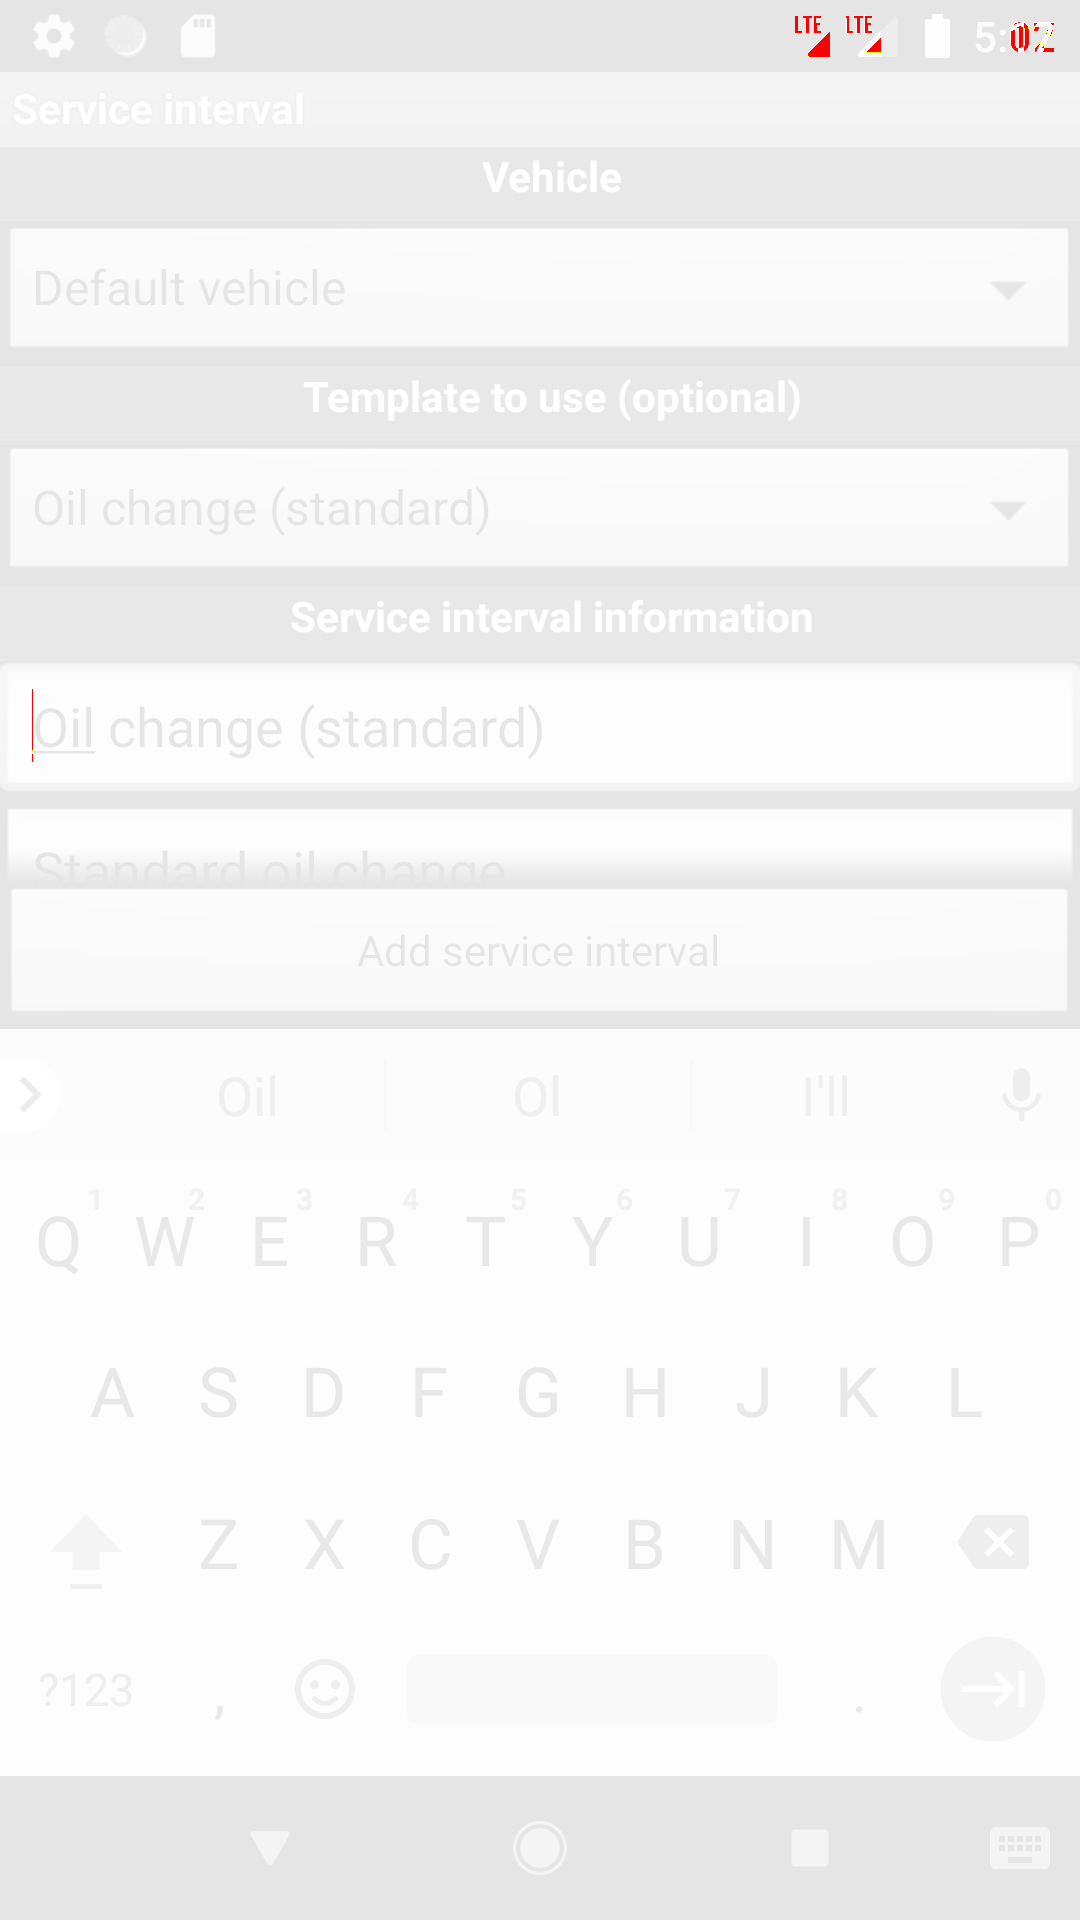 LTE LTE 5:02
Service interval
Vehicle
Default vehicle
Template to use (optional)
Oil change (standard)
Service interval information
Oil change (standard)
Standard oil change
Add service interval
Oil Ol I'll
1 2 3 4 5 6 7 8 9 0
Q W E R T Y U I O P
A S D F G H J K L
Z X C V B N M
?123 , .